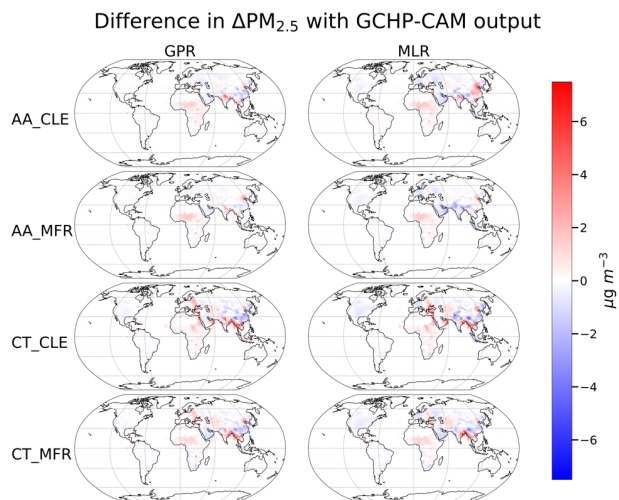 Difference in ΔPM2.5 with GCHP-CAM output
GPR
MLR
AA_CLE
AA_MFR
CT_CLE
CT_MFR
6
4
2
0
−2
−4
−6
μg m⁻³